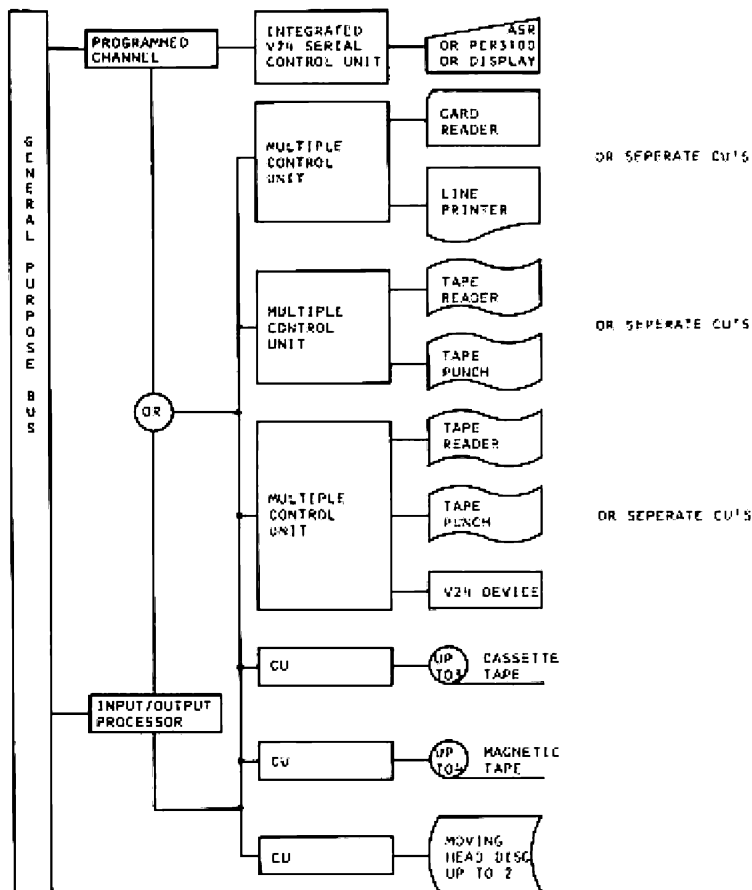 GENERAL PURPOSE BUS
PROGRAMMED
CHANNEL
INTEGRATED
V24 SERIAL
CONTROL UNIT
ASR
OR PER3100
OR DISPLAY
MULTIPLE
CONTROL
UNIT
CARD
READER
LINE
PRINTER
OR SEPERATE CU'S
MULTIPLE
CONTROL
UNIT
TAPE
READER
TAPE
PUNCH
OR SEPERATE CU'S
OR
MULTIPLE
CONTROL
UNIT
TAPE
READER
TAPE
PUNCH
V24 DEVICE
OR SEPERATE CU'S
CU
UP
TO3
CASSETTE
TAPE
INPUT/OUTPUT
PROCESSOR
CU
UP
TO4
MAGNETIC
TAPE
CU
MOVING
HEAD DISC
UP TO 2